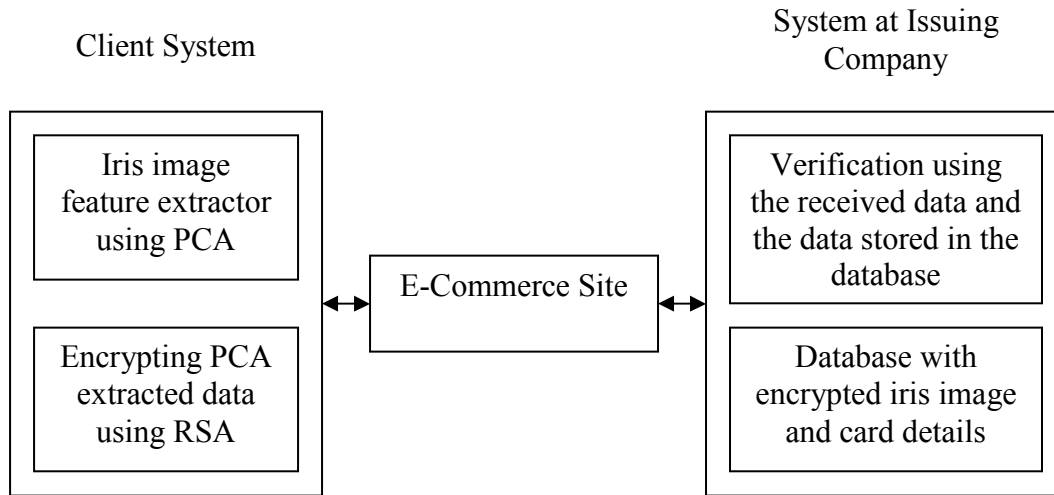 Client System
System at Issuing
Company
Iris image
feature extractor
using PCA
Encrypting PCA
extracted data
using RSA
E-Commerce Site
Verification using
the received data and
the data stored in the
database
Database with
encrypted iris image
and card details